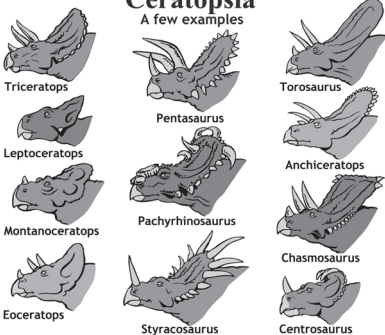 Ceratopsia
A few examples
Triceratops
Pentasaurus
Torosaurus
Leptoceratops
Anchiceratops
Montanoceratops
Pachyrhinosaurus
Chasmosaurus
Eoceratops
Styracosaurus
Centrosaurus